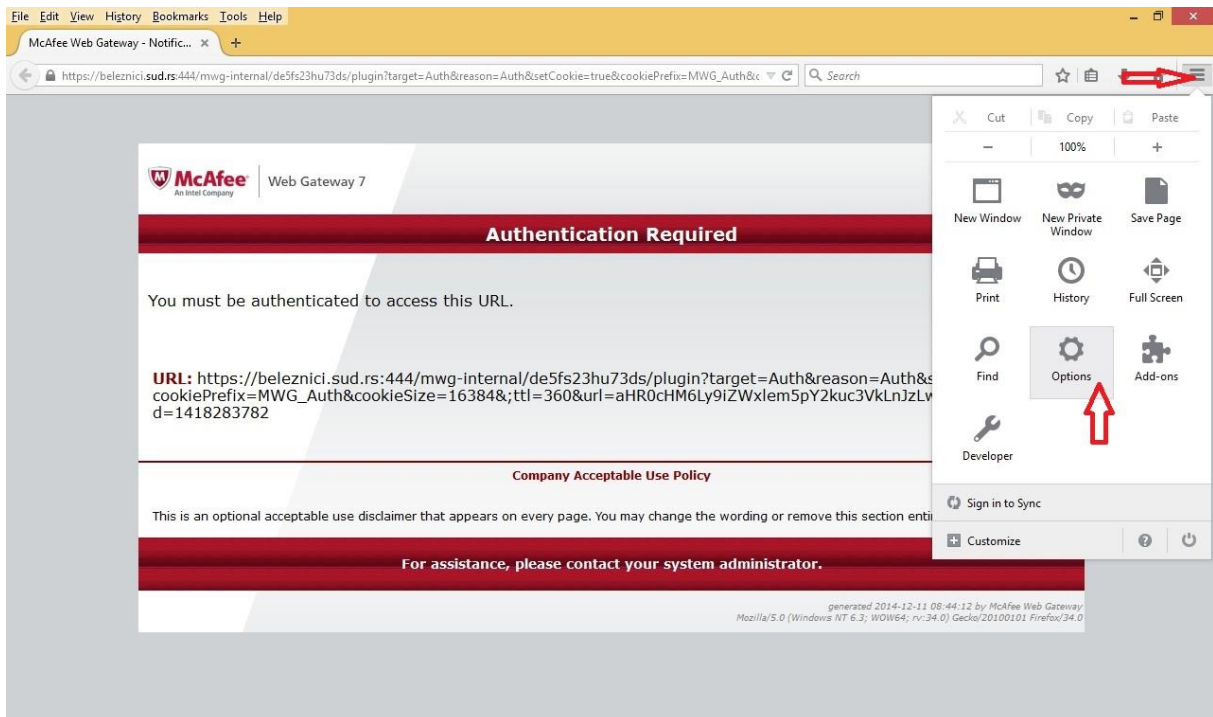 File Edit View History Bookmarks Tools Help
McAfee Web Gateway - Notific... × +
https://beleznici.sud.rs:444/mwg-internal/de5fs23hu73ds/plugin?target=Auth&reason=Auth&setCookie=true&cookiePrefix=MWG_Auth&c
Search
Cut Copy Paste
− 100% +
New Window New Private Window Save Page
Print History Full Screen
Find Options Add-ons
Developer
Sign in to Sync
Customize
McAfee
An Intel Company
Web Gateway 7
Authentication Required
You must be authenticated to access this URL.
URL: https://beleznici.sud.rs:444/mwg-internal/de5fs23hu73ds/plugin?target=Auth&reason=Auth&s
cookiePrefix=MWG_Auth&cookieSize=16384&;ttl=360&url=aHR0cHM6Ly9iZWxlem5pY2kuc3VkLnJzLw
d=1418283782
Company Acceptable Use Policy
This is an optional acceptable use disclaimer that appears on every page. You may change the wording or remove this section enti
For assistance, please contact your system administrator.
generated 2014-12-11 08:44:12 by McAfee Web Gateway
Mozilla/5.0 (Windows NT 6.3; WOW64; rv:34.0) Gecko/20100101 Firefox/34.0